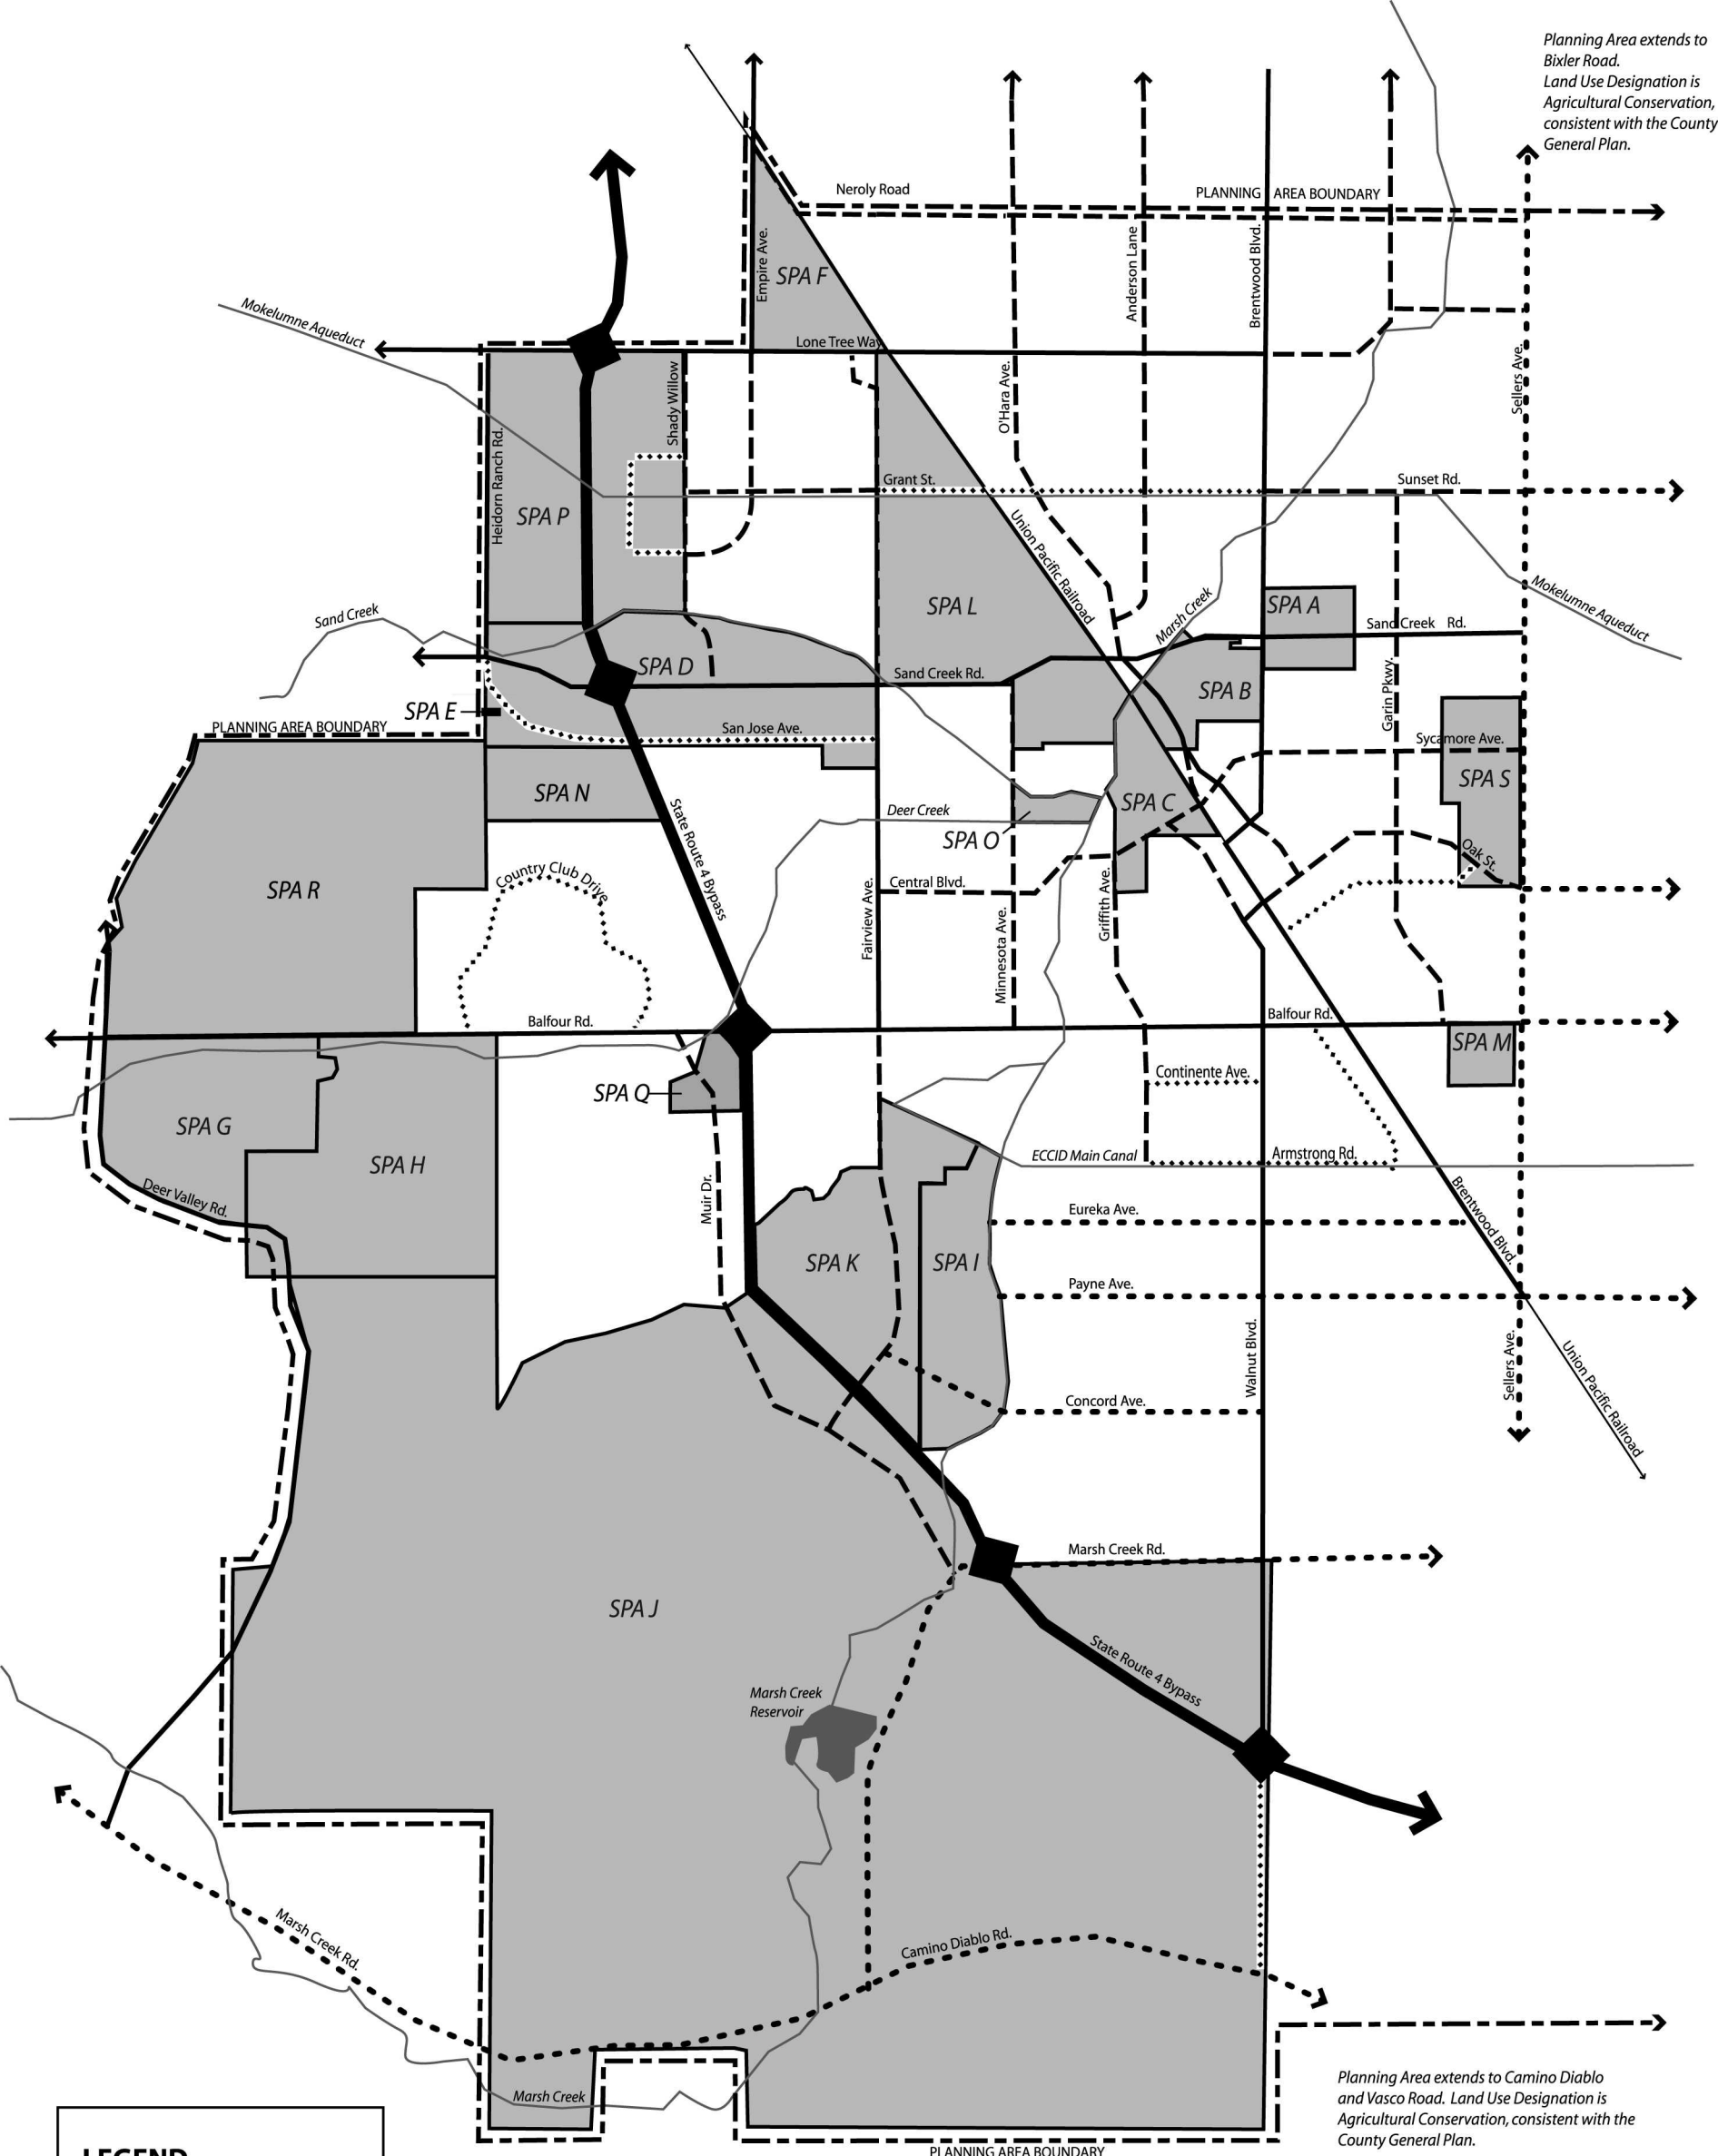 Planning Area extends to
Bixler Road.
Land Use Designation is
Agricultural Conservation,
consistent with the County
General Plan.
Neroly Road
PLANNING AREA BOUNDARY
Empire Ave.
SPA F
Anderson Lane
Brentwood Blvd.
Mokelumne Aqueduct
Lone Tree Way
Shady Willow
O'Hara Ave.
Sellers Ave.
Heidorn Ranch Rd.
Grant St.
Sunset Rd.
SPA P
Union Pacific Railroad
SPA L
SPA A
Mokelumne Aqueduct
Sand Creek
Marsh Creek
Sand Creek Rd.
SPA D
Sand Creek Rd.
SPA B
Garin Pkwy.
SPA E
PLANNING AREA BOUNDARY
San Jose Ave.
Sycamore Ave.
SPA N
SPA S
State Route 4 Bypass
Deer Creek
SPA C
SPA O
Oak St.
SPA R
Country Club Drive
Central Blvd.
Fairview Ave.
Minnesota Ave.
Griffith Ave.
Balfour Rd.
Balfour Rd.
SPA M
SPA Q
Continente Ave.
SPA G
SPA H
ECCID Main Canal
Armstrong Rd.
Deer Valley Rd.
Muir Dr.
Eureka Ave.
Brentwood Blvd.
SPA K
SPA I
Payne Ave.
Walnut Blvd.
Sellers Ave.
Union Pacific Railroad
Concord Ave.
Marsh Creek Rd.
SPA J
State Route 4 Bypass
Marsh Creek
Reservoir
Marsh Creek Rd.
Camino Diablo Rd.
Marsh Creek
Planning Area extends to Camino Diablo
and Vasco Road. Land Use Designation is
Agricultural Conservation, consistent with the
County General Plan.
LEGEND
PLANNING AREA BOUNDARY